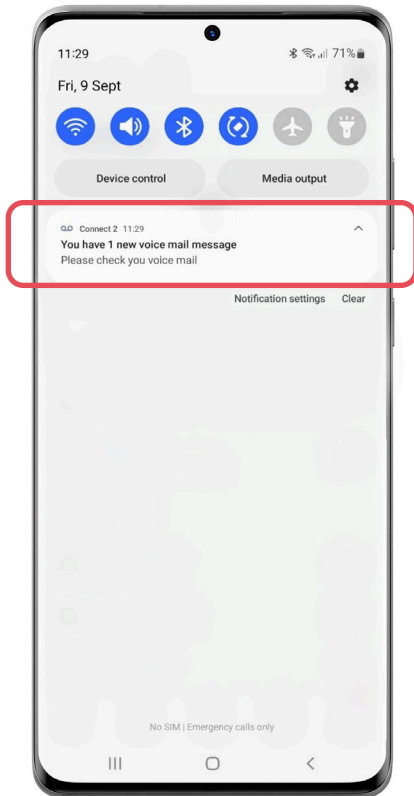 11:29 71%
Fri, 9 Sept
Device control Media output
Connect 2 11:29
You have 1 new voice mail message
Please check you voice mail
Notification settings Clear
No SIM | Emergency calls only